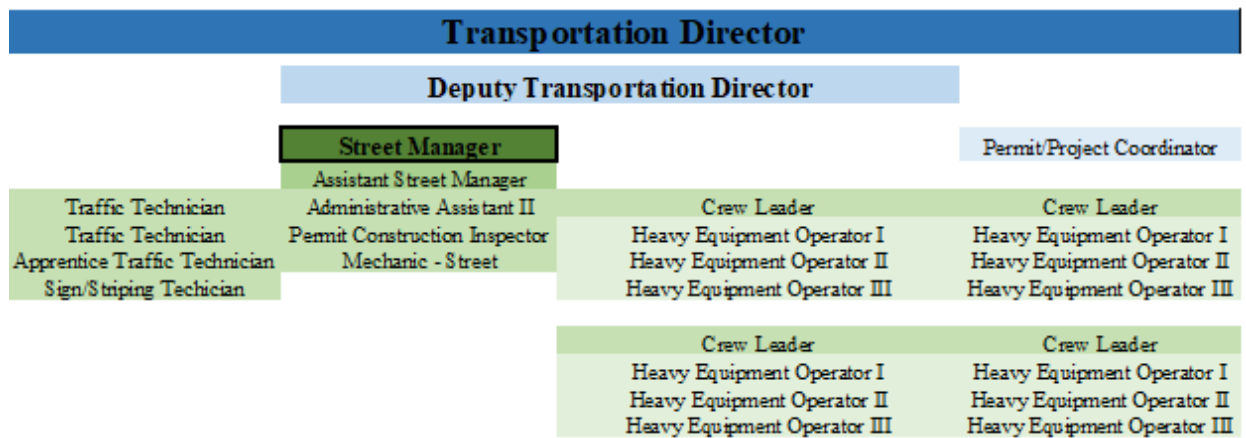 Transportation Director
Deputy Transportation Director
Street Manager Permit/Project Coordinator
Assistant Street Manager
Traffic Technician Administrative Assistant II Crew Leader Crew Leader
Traffic Technician Permit Construction Inspector Heavy Equipment Operator I Heavy Equipment Operator I
Apprentice Traffic Technician Mechanic - Street Heavy Equipment Operator II Heavy Equipment Operator II
Sign/Striping Techician Heavy Equipment Operator III Heavy Equipment Operator III
Crew Leader Crew Leader
Heavy Equipment Operator I Heavy Equipment Operator I
Heavy Equipment Operator II Heavy Equipment Operator II
Heavy Equipment Operator III Heavy Equipment Operator III